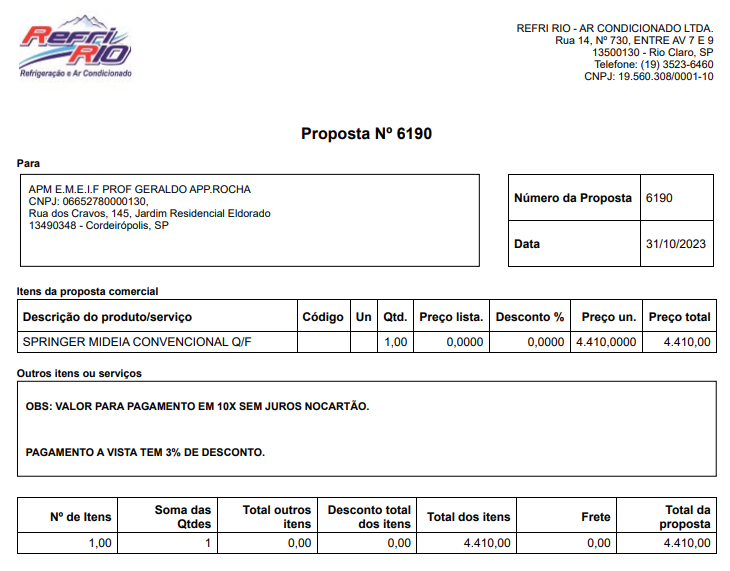 Refri
Rio
Refrigeração e Ar Condicionado
REFRI RIO - AR CONDICIONADO LTDA.
Rua 14, Nº 730, ENTRE AV 7 E 9
13500130 - Rio Claro, SP
Telefone: (19) 3523-6460
CNPJ: 19.560.308/0001-10
Proposta Nº 6190
Para
APM E.M.E.I.F PROF GERALDO APP.ROCHA
CNPJ: 06652780000130,
Rua dos Cravos, 145, Jardim Residencial Eldorado
13490348 - Cordeirópolis, SP
Número da Proposta 6190
Data 31/10/2023
Itens da proposta comercial
Descrição do produto/serviço Código Un Qtd. Preço lista. Desconto % Preço un. Preço total
SPRINGER MIDEIA CONVENCIONAL Q/F 1,00 0,0000 0,0000 4.410,0000 4.410,00
Outros itens ou serviços
OBS: VALOR PARA PAGAMENTO EM 10X SEM JUROS NOCARTÃO.
PAGAMENTO A VISTA TEM 3% DE DESCONTO.
Nº de Itens Soma das Qtdes Total outros itens Desconto total dos itens Total dos itens Frete Total da proposta
1,00 1 0,00 0,00 4.410,00 0,00 4.410,00